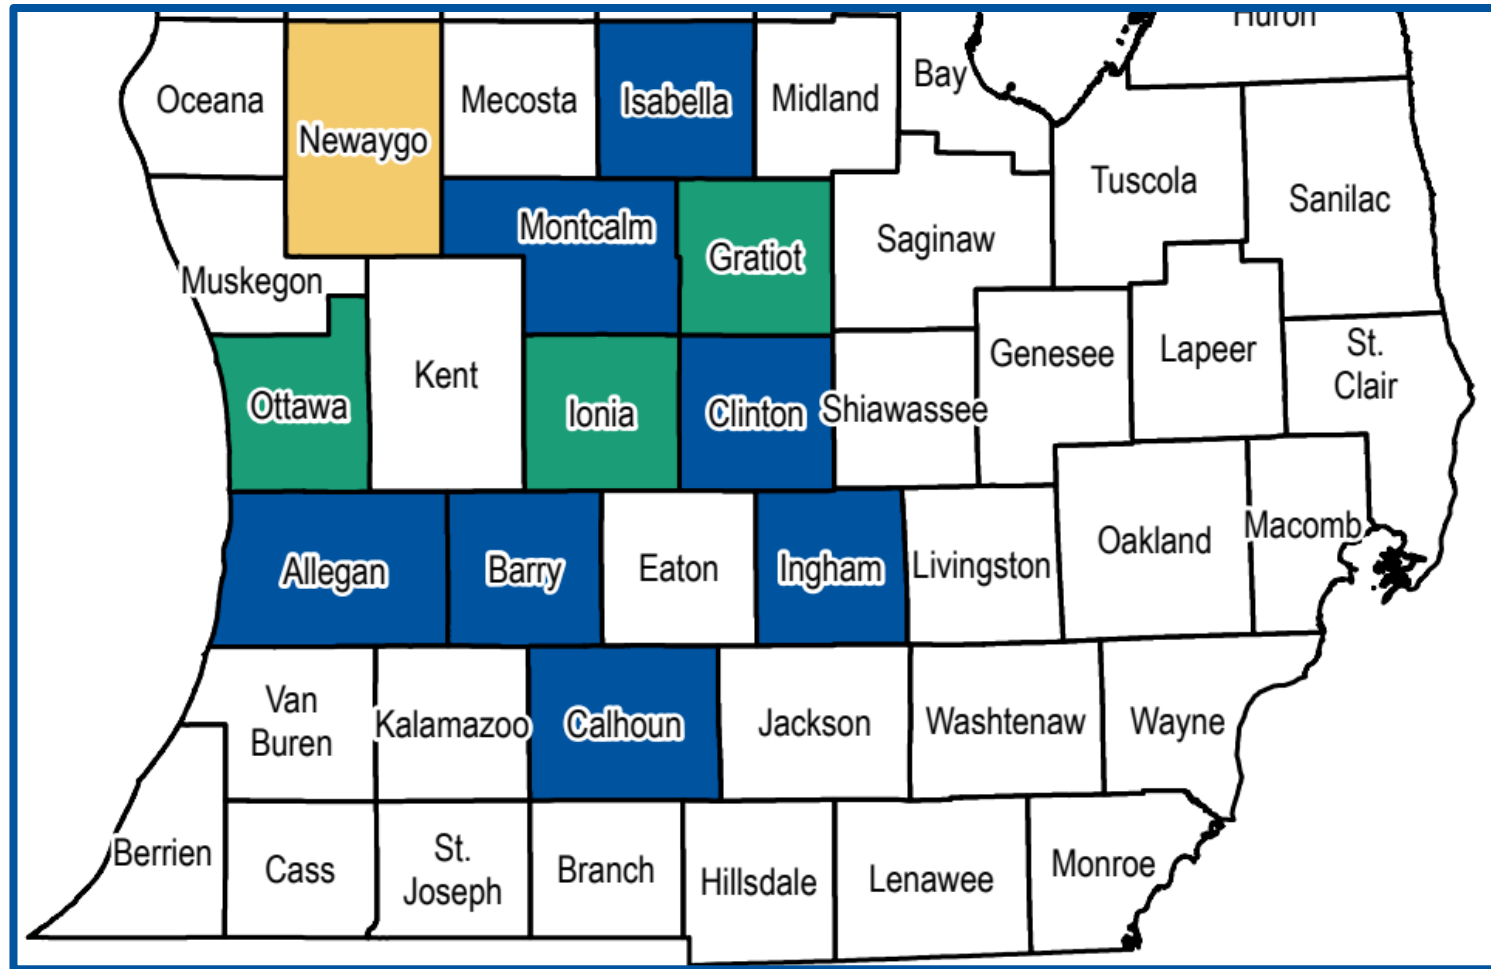 Huron
Oceana
Newaygo
Mecosta
Isabella
Midland
Bay
Tuscola
Sanilac
Muskegon
Montcalm
Gratiot
Saginaw
Ottawa
Kent
Ionia
Clinton
Shiawassee
Genesee
Lapeer
St.
Clair
Allegan
Barry
Eaton
Ingham
Livingston
Oakland
Macomb
Van
Buren
Kalamazoo
Calhoun
Jackson
Washtenaw
Wayne
Berrien
Cass
St.
Joseph
Branch
Hillsdale
Lenawee
Monroe